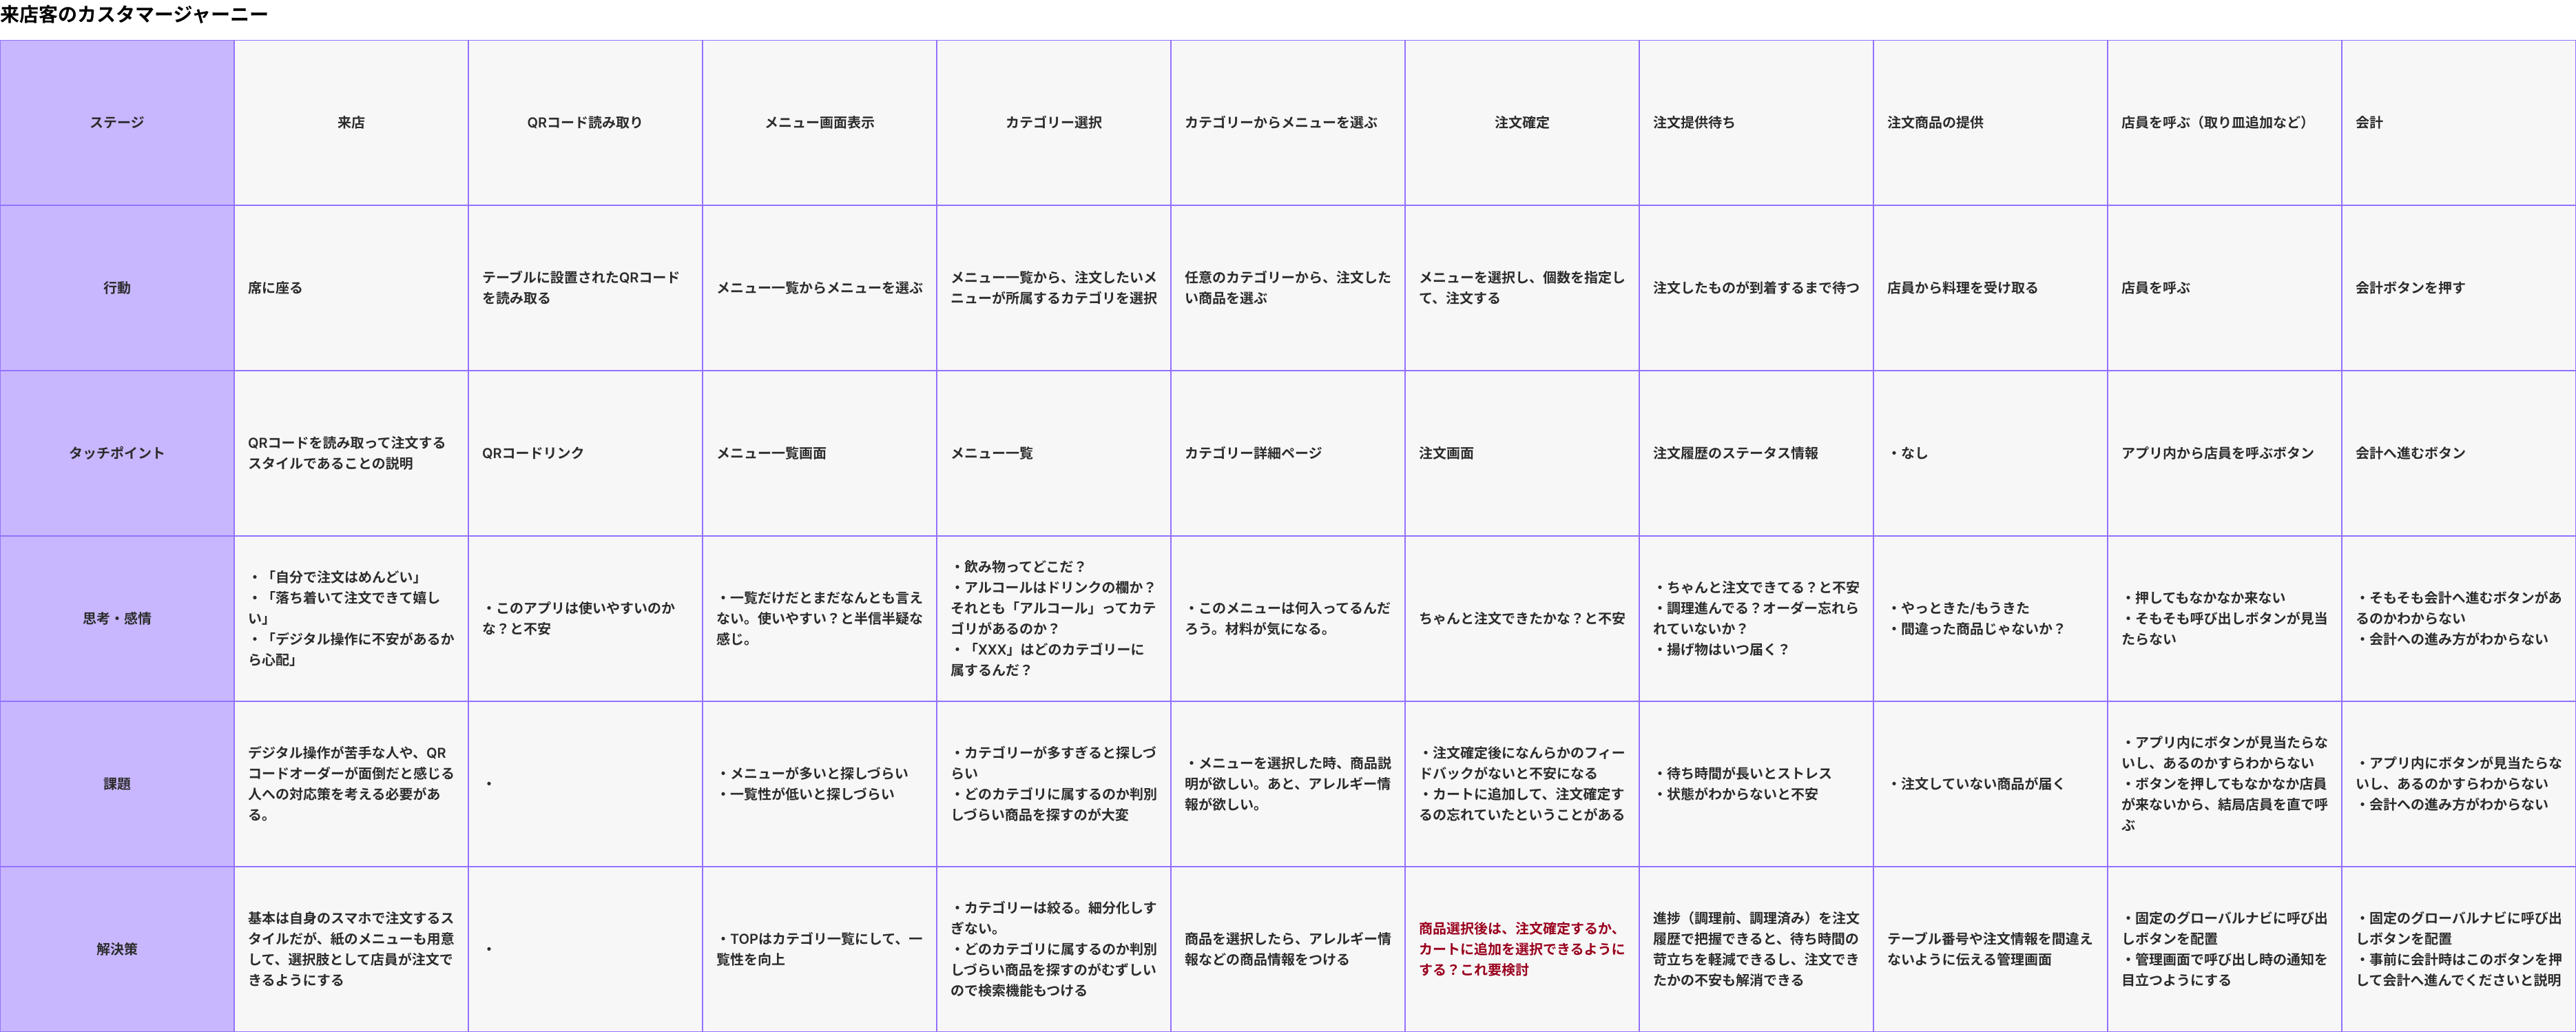 来店客のカスタマージャーニー
ステージ
来店
QRコード読み取り
メニュー画面表示
カテゴリー選択
カテゴリーからメニューを選ぶ
注文確定
注文提供待ち
注文商品の提供
店員を呼ぶ（取り皿追加など）
会計
行動
席に座る
テーブルに設置されたQRコード
を読み取る
メニュー一覧からメニューを選ぶ
メニュー一覧から、注文したいメ
ニューが所属するカテゴリを選択
任意のカテゴリーから、注文した
い商品を選ぶ
メニューを選択し、個数を指定し
て、注文する
注文したものが到着するまで待つ
店員から料理を受け取る
店員を呼ぶ
会計ボタンを押す
タッチポイント
QRコードを読み取って注文する
スタイルであることの説明
QRコードリンク
メニュー一覧画面
メニュー一覧
カテゴリー詳細ページ
注文画面
注文履歴のステータス情報
・なし
アプリ内から店員を呼ぶボタン
会計へ進むボタン
思考・感情
・「自分で注文はめんどい」
・「落ち着いて注文できて嬉し
い」
・「デジタル操作に不安があるか
ら心配」
・このアプリは使いやすいのか
な？と不安
・一覧だけだとまだなんとも言え
ない。使いやすい？と半信半疑な
感じ。
・飲み物ってどこだ？
・アルコールはドリンクの欄か？
それとも「アルコール」ってカテ
ゴリがあるのか？
・「XXX」はどのカテゴリーに
属するんだ？
・このメニューは何入ってるんだ
ろう。材料が気になる。
ちゃんと注文できたかな？と不安
・ちゃんと注文できてる？と不安
・調理進んでる？オーダー忘れら
れていないか？
・揚げ物はいつ届く？
・やっときた/もうきた
・間違った商品じゃないか？
・押してもなかなか来ない
・そもそも呼び出しボタンが見当
たらない
・そもそも会計へ進むボタンがあ
るのかわからない
・会計への進み方がわからない
課題
デジタル操作が苦手な人や、QR
コードオーダーが面倒だと感じる
人への対応策を考える必要があ
る。
・
・メニューが多いと探しづらい
・一覧性が低いと探しづらい
・カテゴリーが多すぎると探しづ
らい
・どのカテゴリに属するのか判別
しづらい商品を探すのが大変
・メニューを選択した時、商品説
明が欲しい。あと、アレルギー情
報が欲しい。
・注文確定後になんらかのフィー
ドバックがないと不安になる
・カートに追加して、注文確定す
るの忘れていたということがある
・待ち時間が長いとストレス
・状態がわからないと不安
・注文していない商品が届く
・アプリ内にボタンが見当たらな
いし、あるのかすらわからない
・ボタンを押してもなかなか店員
が来ないから、結局店員を直で呼
ぶ
・アプリ内にボタンが見当たらな
いし、あるのかすらわからない
・会計への進み方がわからない
解決策
基本は自身のスマホで注文するス
タイルだが、紙のメニューも用意
して、選択肢として店員が注文で
きるようにする
・
・TOPはカテゴリ一覧にして、一
覧性を向上
・カテゴリーは絞る。細分化しす
ぎない。
・どのカテゴリに属するのか判別
しづらい商品を探すのがむずしい
ので検索機能もつける
商品を選択したら、アレルギー情
報などの商品情報をつける
商品選択後は、注文確定するか、
カートに追加を選択できるように
する？これ要検討
進捗（調理前、調理済み）を注文
履歴で把握できると、待ち時間の
苛立ちを軽減できるし、注文でき
たかの不安も解消できる
テーブル番号や注文情報を間違え
ないように伝える管理画面
・固定のグローバルナビに呼び出
しボタンを配置
・管理画面で呼び出し時の通知を
目立つようにする
・固定のグローバルナビに呼び出
しボタンを配置
・事前に会計時はこのボタンを押
して会計へ進んでくださいと説明